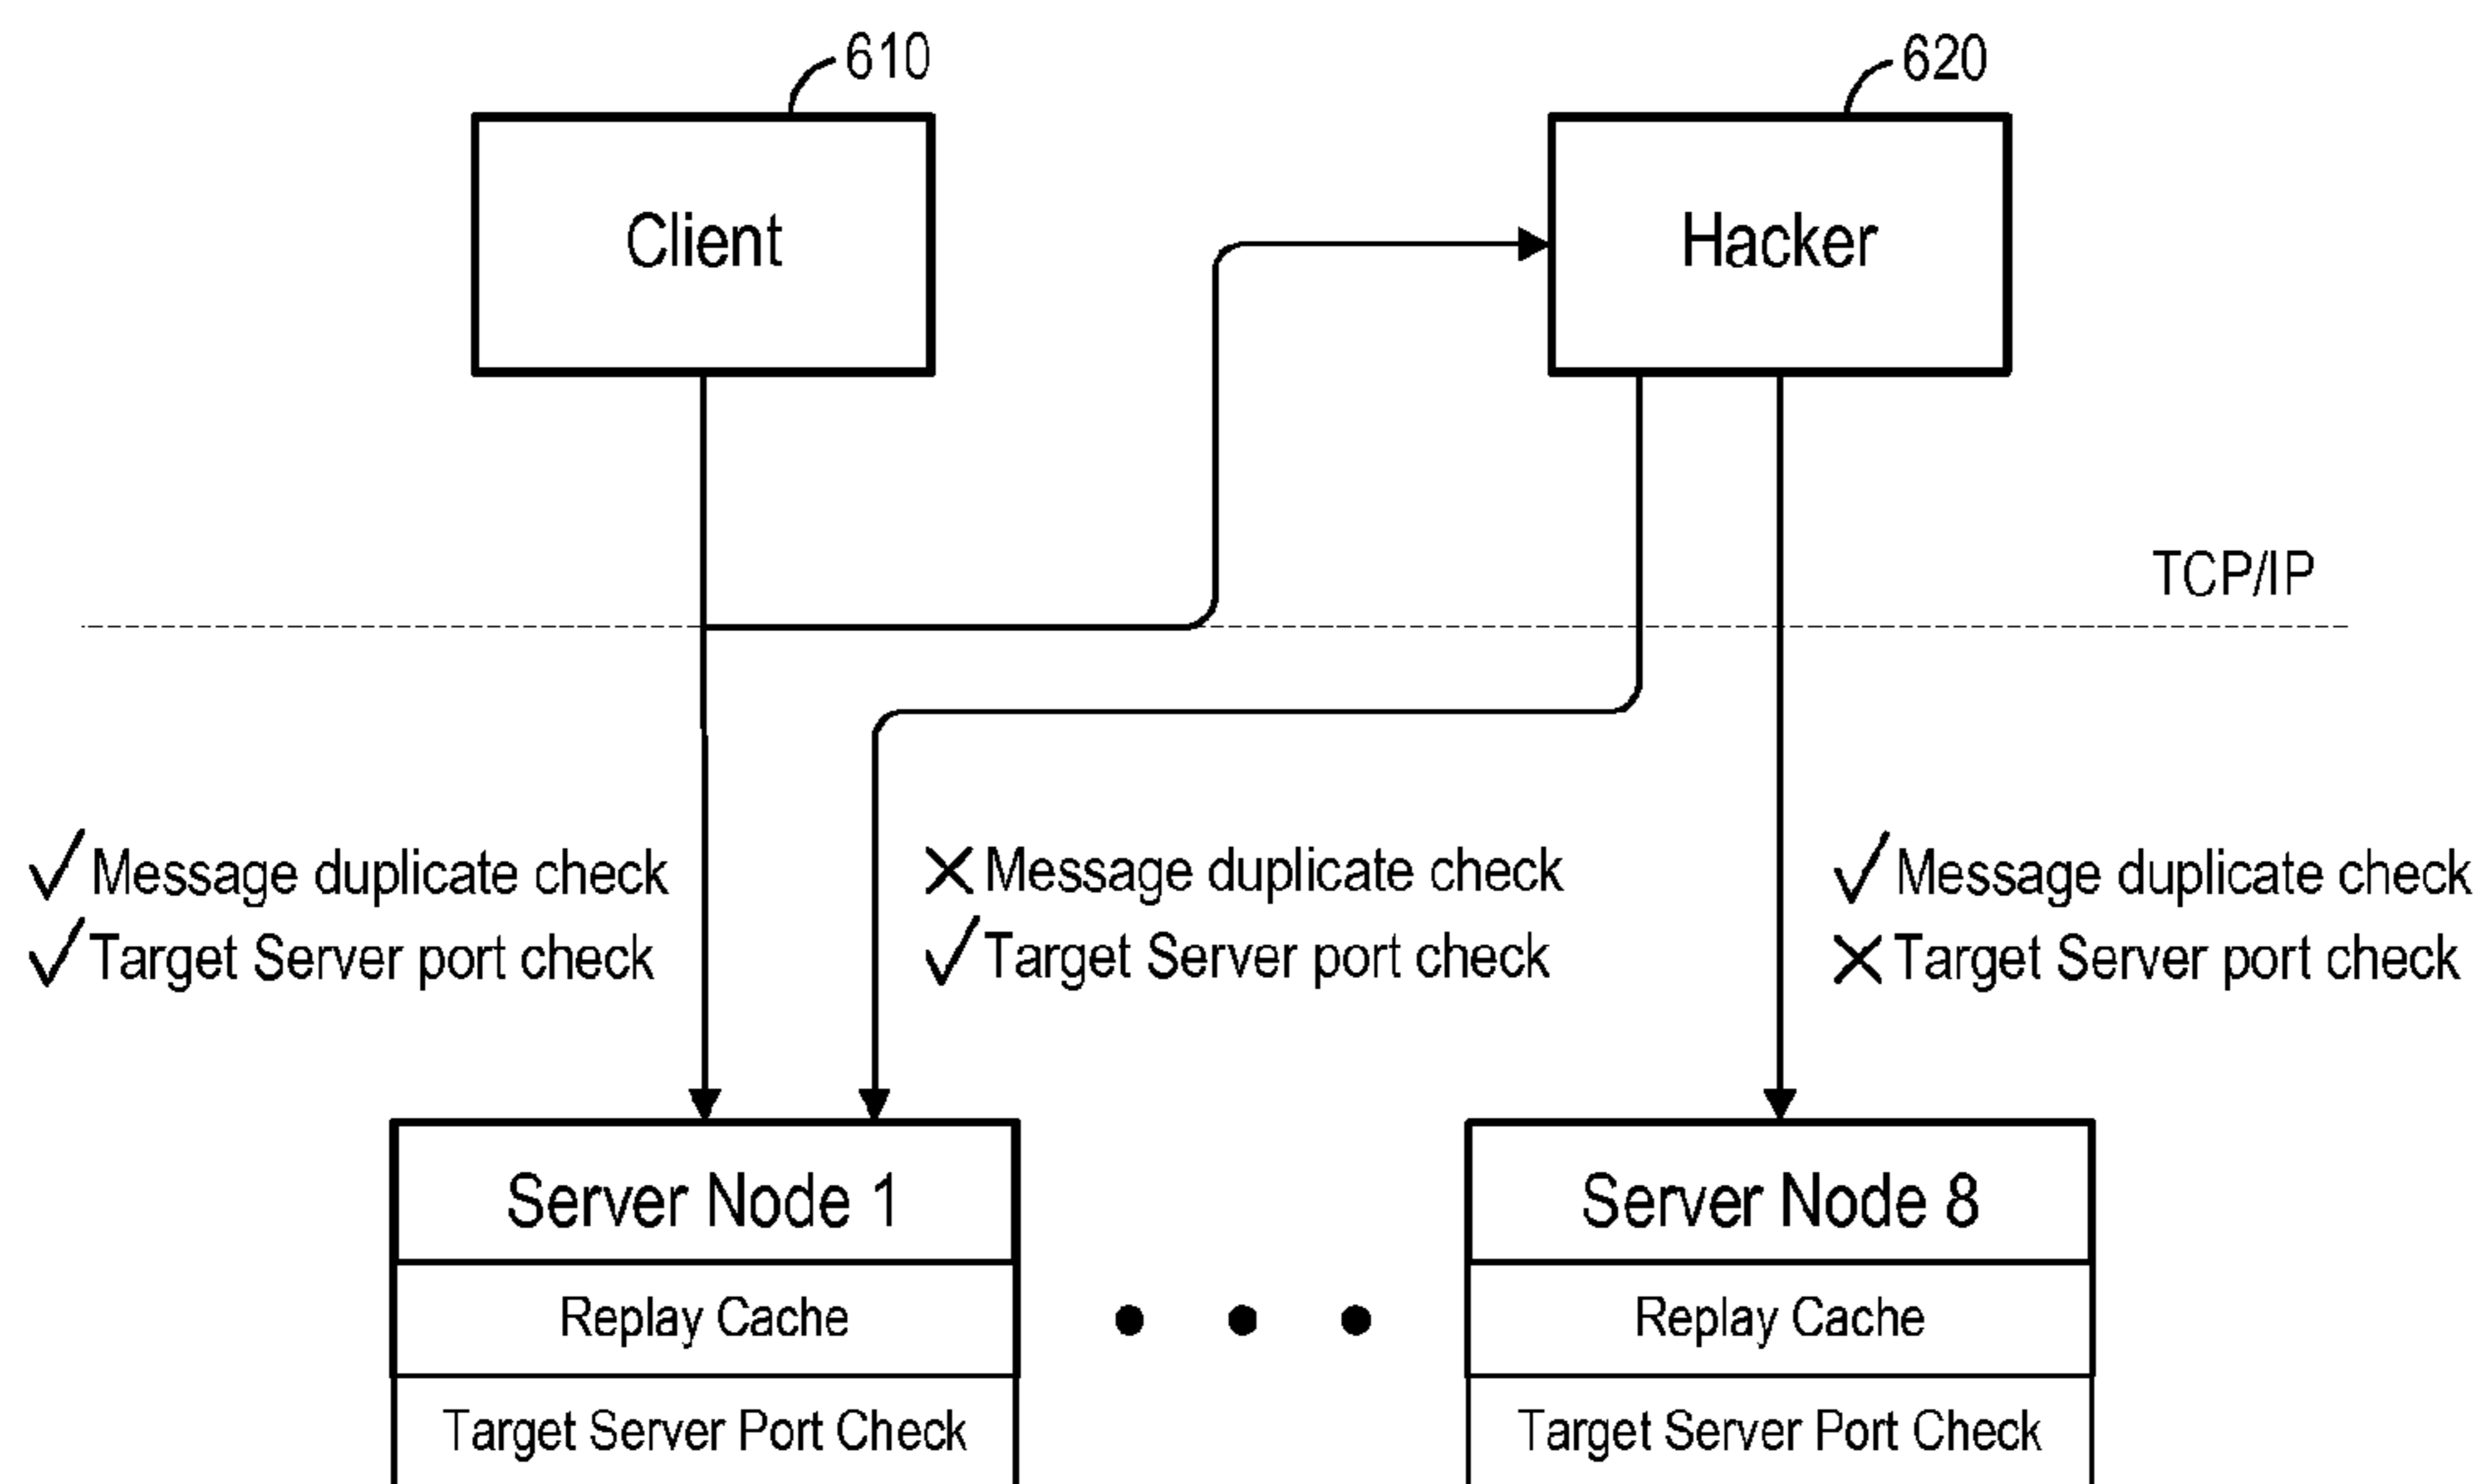 610
620
Client
Hacker
TCP/IP
Message duplicate check
Target Server port check
Message duplicate check
Target Server port check
Message duplicate check
Target Server port check
Server Node 1
Replay Cache
Target Server Port Check
Server Node 8
Replay Cache
Target Server Port Check